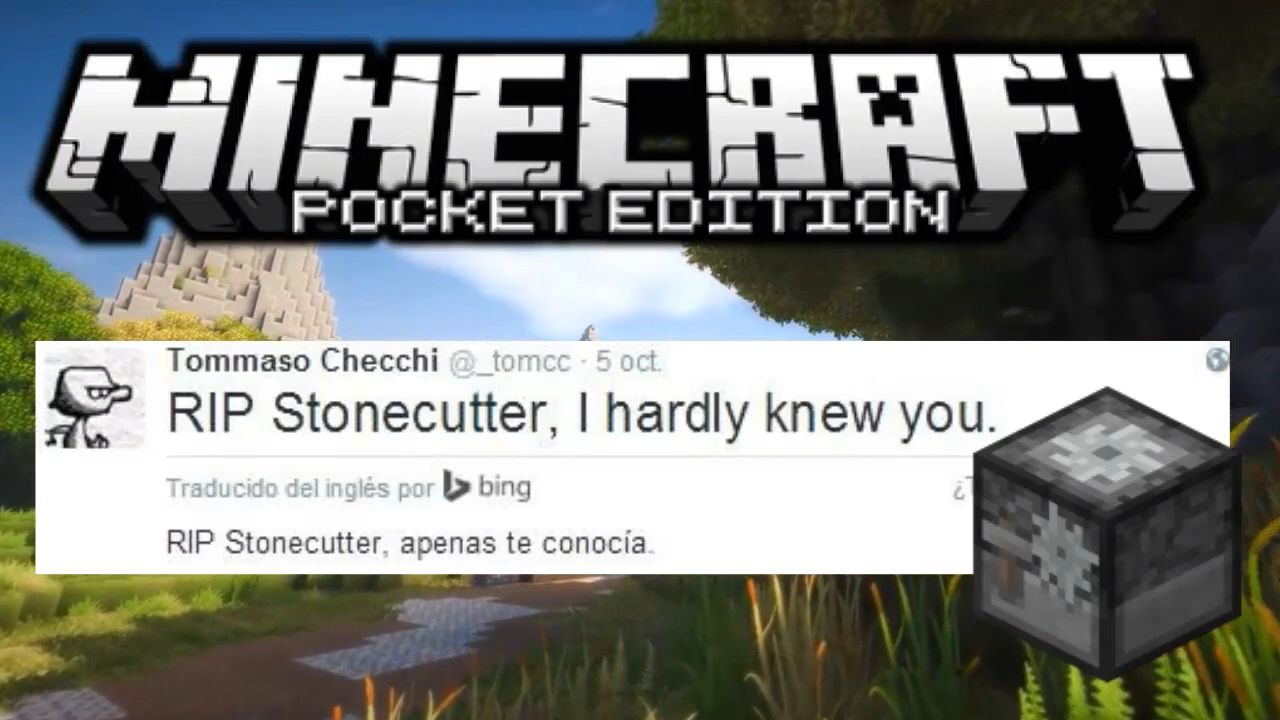 MINECRAFT
POCKET EDITION
Tommaso Checchi @_tomcc · 5 oct.
RIP Stonecutter, I hardly knew you.
Traducido del inglés por bing
RIP Stonecutter, apenas te conocía.